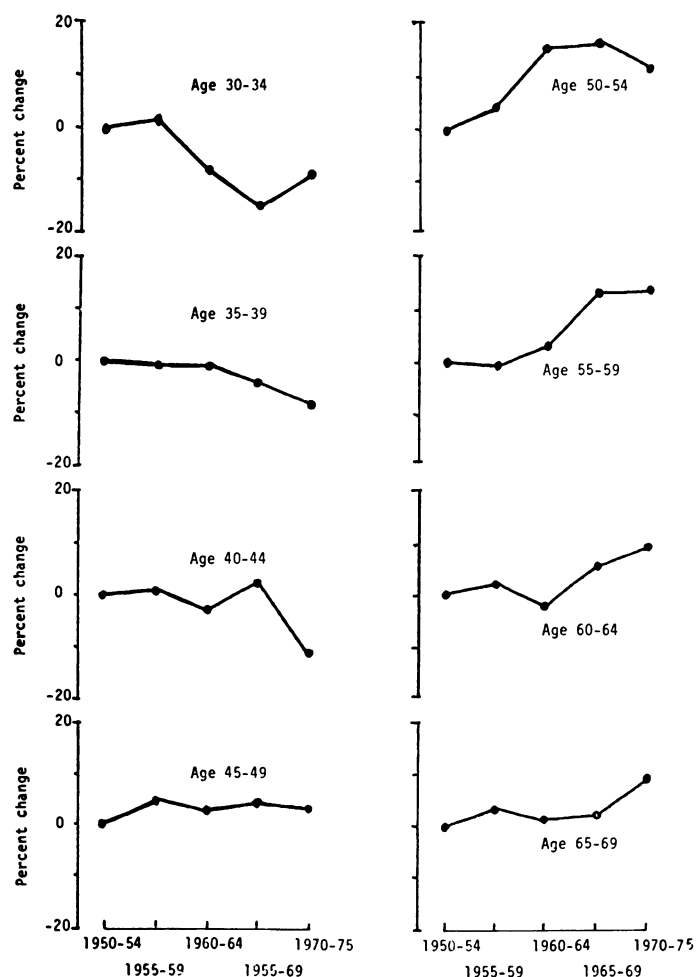 20
Percent change
0
-20
Age 30-34
Age 50-54
20
Percent change
0
-20
Age 35-39
Age 55-59
20
Percent change
0
-20
Age 40-44
Age 60-64
20
Percent change
0
-20
Age 45-49
Age 65-69
1950-54 1960-64 1970-75
1955-59 1955-69
1950-54 1960-64 1970-75
1955-59 1965-69